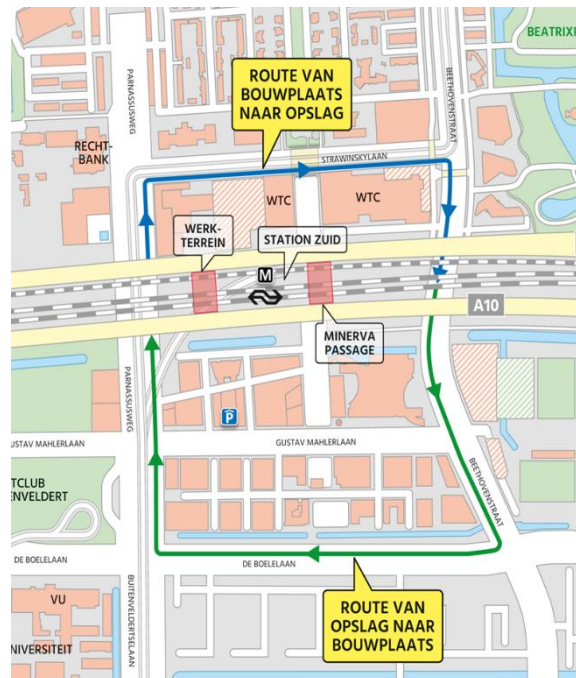 BEATRIXP
PARNASSUSWEG
BEETHOVENSTRAAT
ROUTE VAN
BOUWPLAATS
NAAR OPSLAG
RECHT-
BANK
STRAWINSKYLAAN
WTC
WTC
WERK-
TERREIN
STATION ZUID
M
A10
MINERVA
PASSAGE
PARNASSUSWEG
P
GUSTAV MAHLERLAAN
GUSTAV MAHLERLAAN
BEETHOVENSTRAAT
TCLUB
ENVELDERT
DE BOELELAAN
DE BOELELAAN
BUITENVELDERTSELAAN
VU
NIVERSITEIT
ROUTE VAN
OPSLAG NAAR
BOUWPLAATS